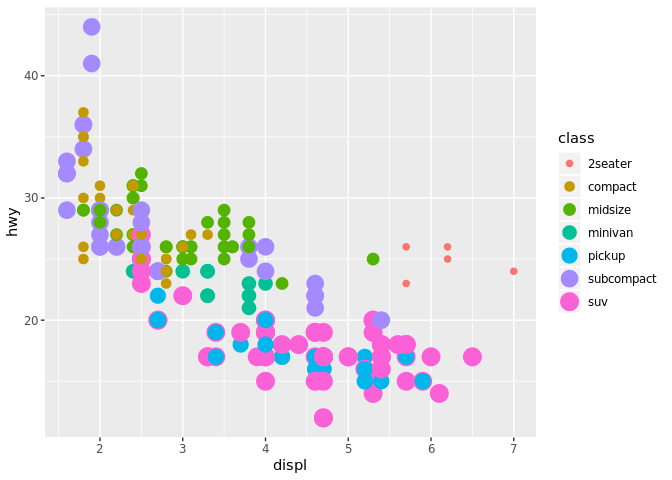 40
30
20
hwy
2
3
4
5
6
7
displ
class
2seater
compact
midsize
minivan
pickup
subcompact
suv